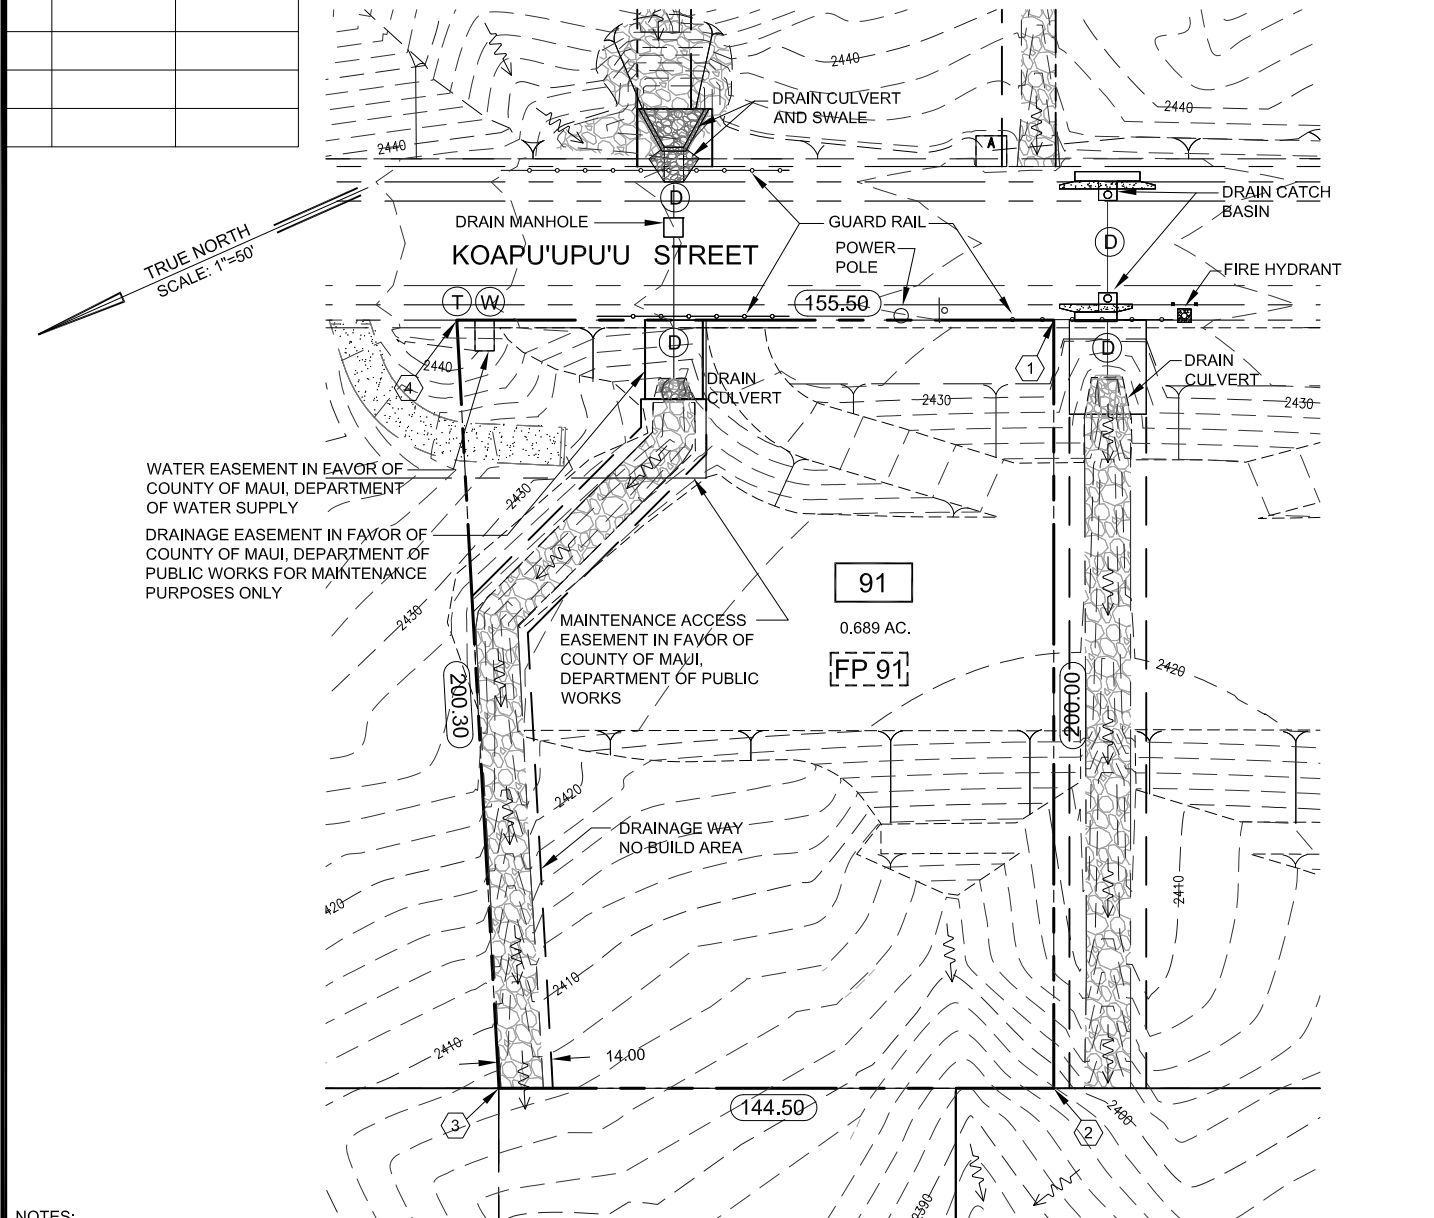 2440
DRAIN CULVERT
AND SWALE
2440
A
2440
TRUE NORTH
SCALE: 1"=50'
D
DRAIN MANHOLE
GUARD RAIL
DRAIN CATCH
BASIN
KOAPU'UPU'U STREET
POWER
POLE
D
FIRE HYDRANT
T
W
155.50
D
D
2440
4
DRAIN
CULVERT
1
DRAIN
CULVERT
2430
2430
WATER EASEMENT IN FAVOR OF
COUNTY OF MAUI, DEPARTMENT
OF WATER SUPPLY
2430
DRAINAGE EASEMENT IN FAVOR OF
COUNTY OF MAUI, DEPARTMENT OF
PUBLIC WORKS FOR MAINTENANCE
PURPOSES ONLY
2430
91
0.689 AC.
FP 91
MAINTENANCE ACCESS
EASEMENT IN FAVOR OF
COUNTY OF MAUI,
DEPARTMENT OF PUBLIC
WORKS
2420
200.30
200.00
2420
DRAINAGE WAY
NO BUILD AREA
420
2410
2410
2410
14.00
144.50
2400
3
2
2390
NOTES: